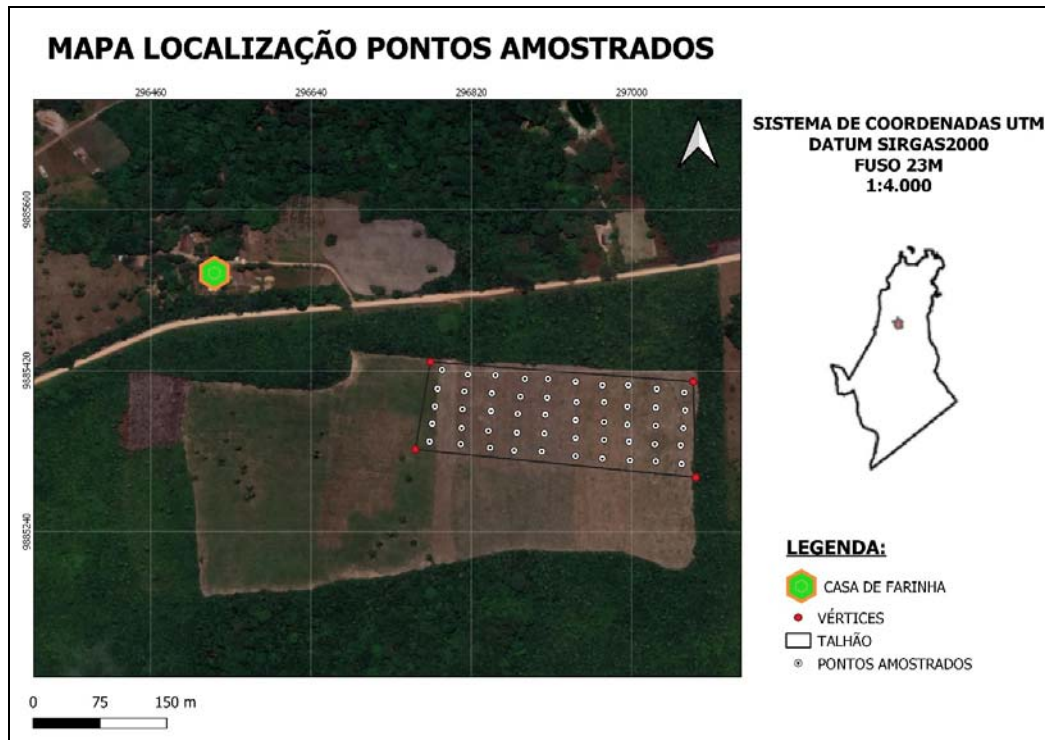 MAPA LOCALIZAÇÃO PONTOS AMOSTRADOS
296460
296640
296820
297000
9885600
9885420
9885240
SISTEMA DE COORDENADAS UTM
DATUM SIRGAS2000
FUSO 23M
1:4.000
LEGENDA:
CASA DE FARINHA
VÉRTICES
TALHÃO
PONTOS AMOSTRADOS
0 75 150 m